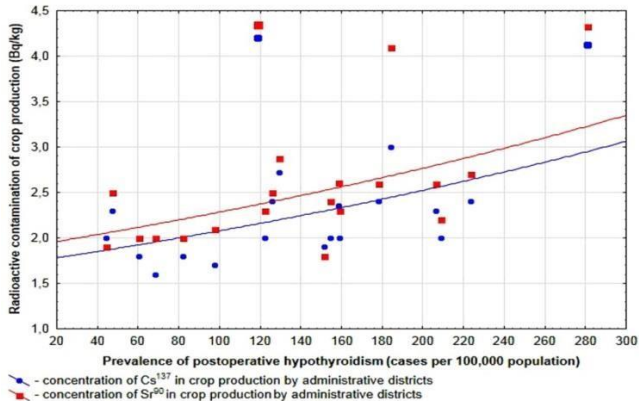 4,5
4,0
3,5
3,0
2,5
2,0
1,5
1,0
Radioactive contamination of crop production (Bq/kg)
20 40 60 80 100 120 140 160 180 200 220 240 260 280 300
Prevalence of postoperative hypothyroidism (cases per 100,000 population)
- concentration of Cs137 in crop production by administrative districts
- concentration of Sr90 in crop production by administrative districts